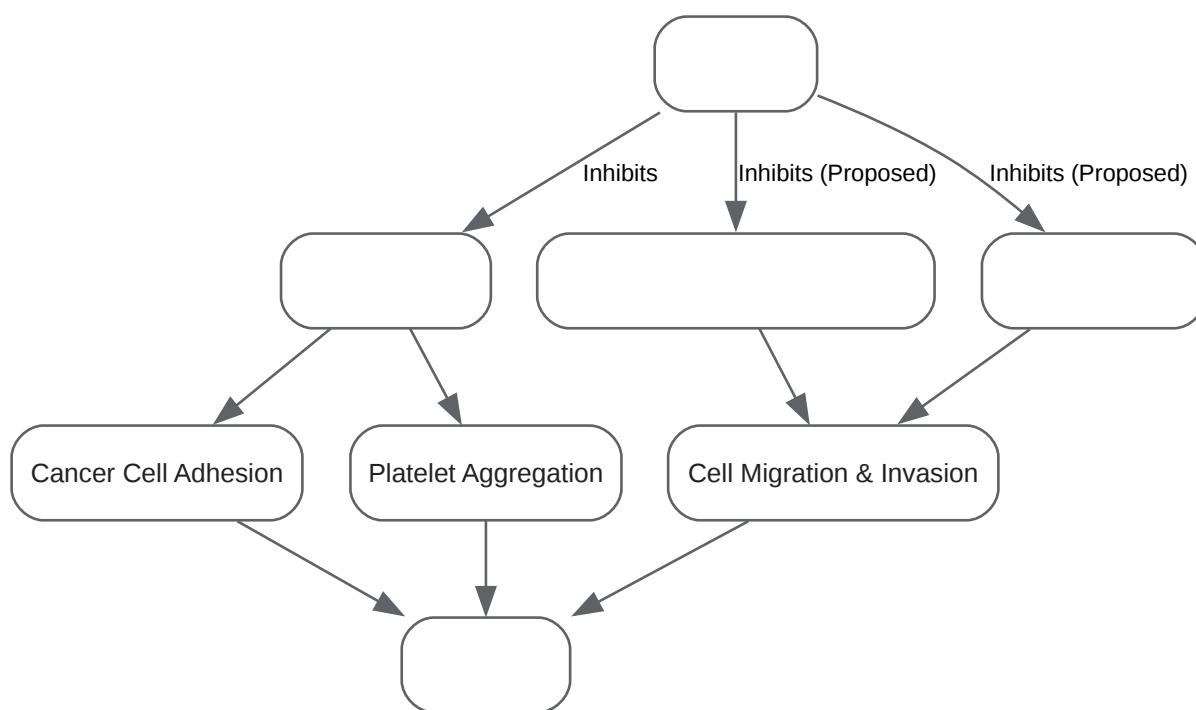 Inhibits
Inhibits (Proposed)
Inhibits (Proposed)
Cancer Cell Adhesion
Platelet Aggregation
Cell Migration & Invasion